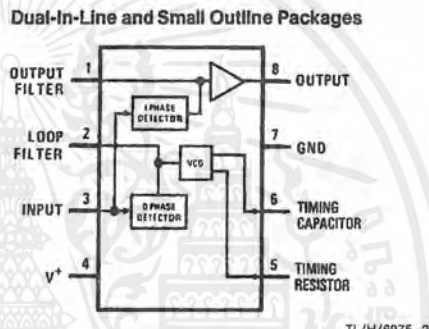 Dual-In-Line and Small Outline Packages
OUTPUT FILTER 1
LOOP FILTER 2
INPUT 3
V+ 4
I PHASE DETECTOR
Q PHASE DETECTOR
VCO
8 OUTPUT
7 GND
6 TIMING CAPACITOR
5 TIMING RESISTOR